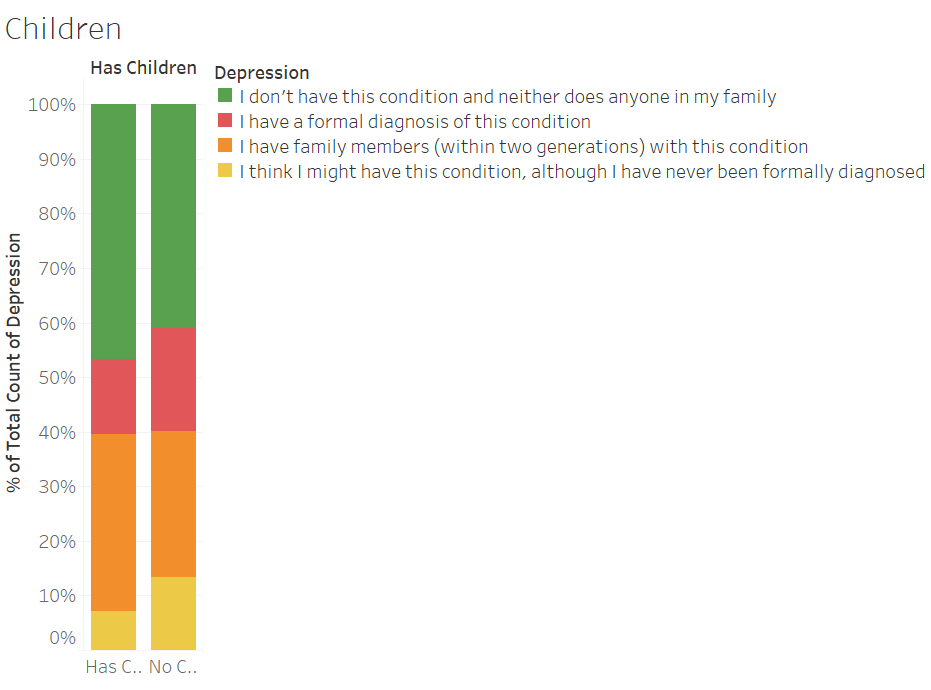 Children
Has Children
Depression
I don't have this condition and neither does anyone in my family
I have a formal diagnosis of this condition
I have family members (within two generations) with this condition
I think I might have this condition, although I have never been formally diagnosed
% of Total Count of Depression
100%
90%
80%
70%
60%
50%
40%
30%
20%
10%
0%
Has C.. No C..